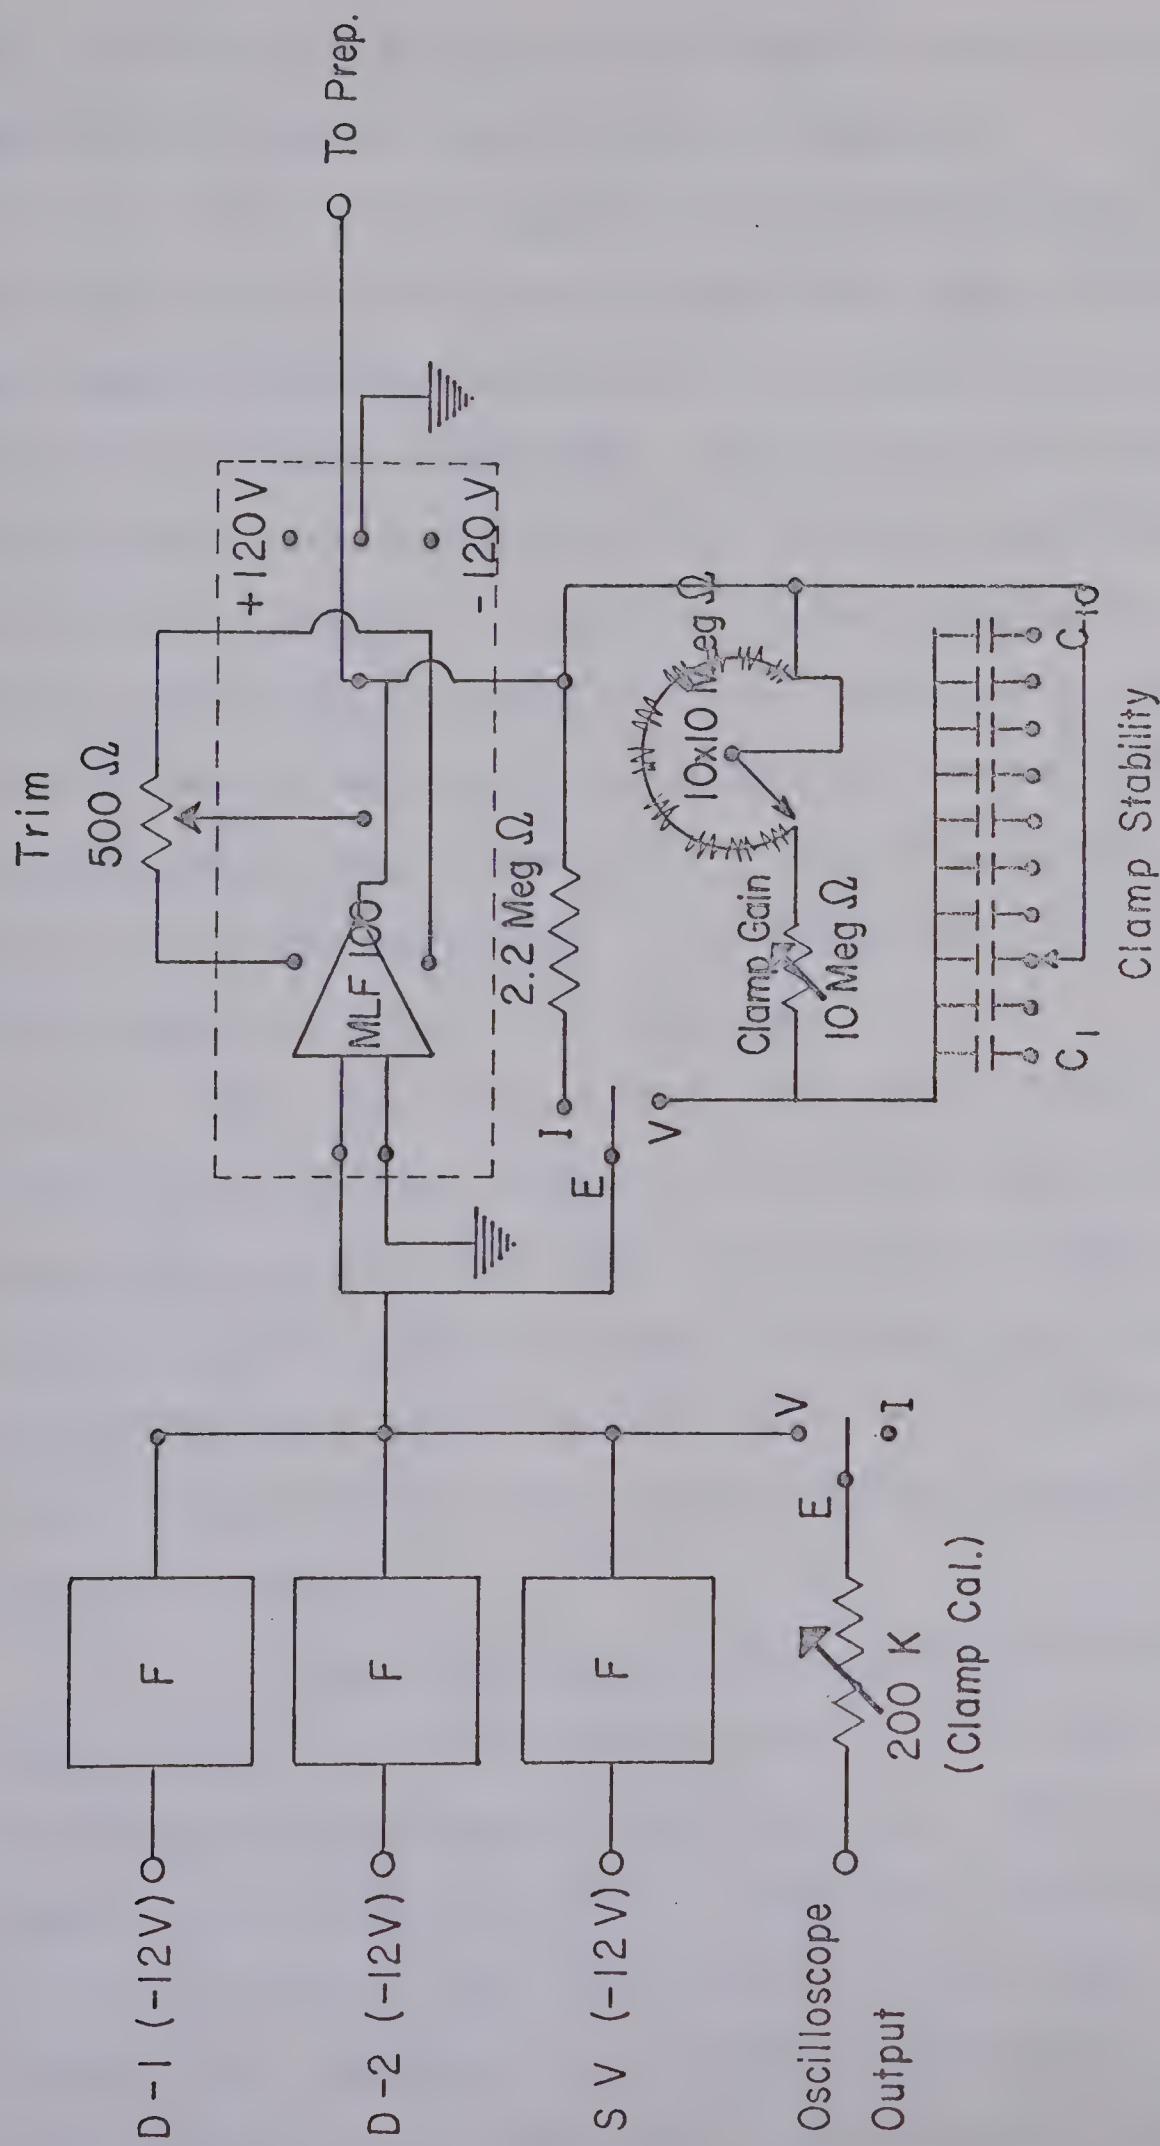 Trim
500 Ω
+120 V
To Prep.
MLF 100
-120 V
2.2 Meg Ω
I
E
V
10x10 Meg Ω
Clamp Gain
10 Meg Ω
C1
C10
Clamp Stability
D-1 (-12V)
F
D-2 (-12V)
F
S V (-12V)
F
V
E
I
200 K
(Clamp Cal.)
Oscilloscope
Output